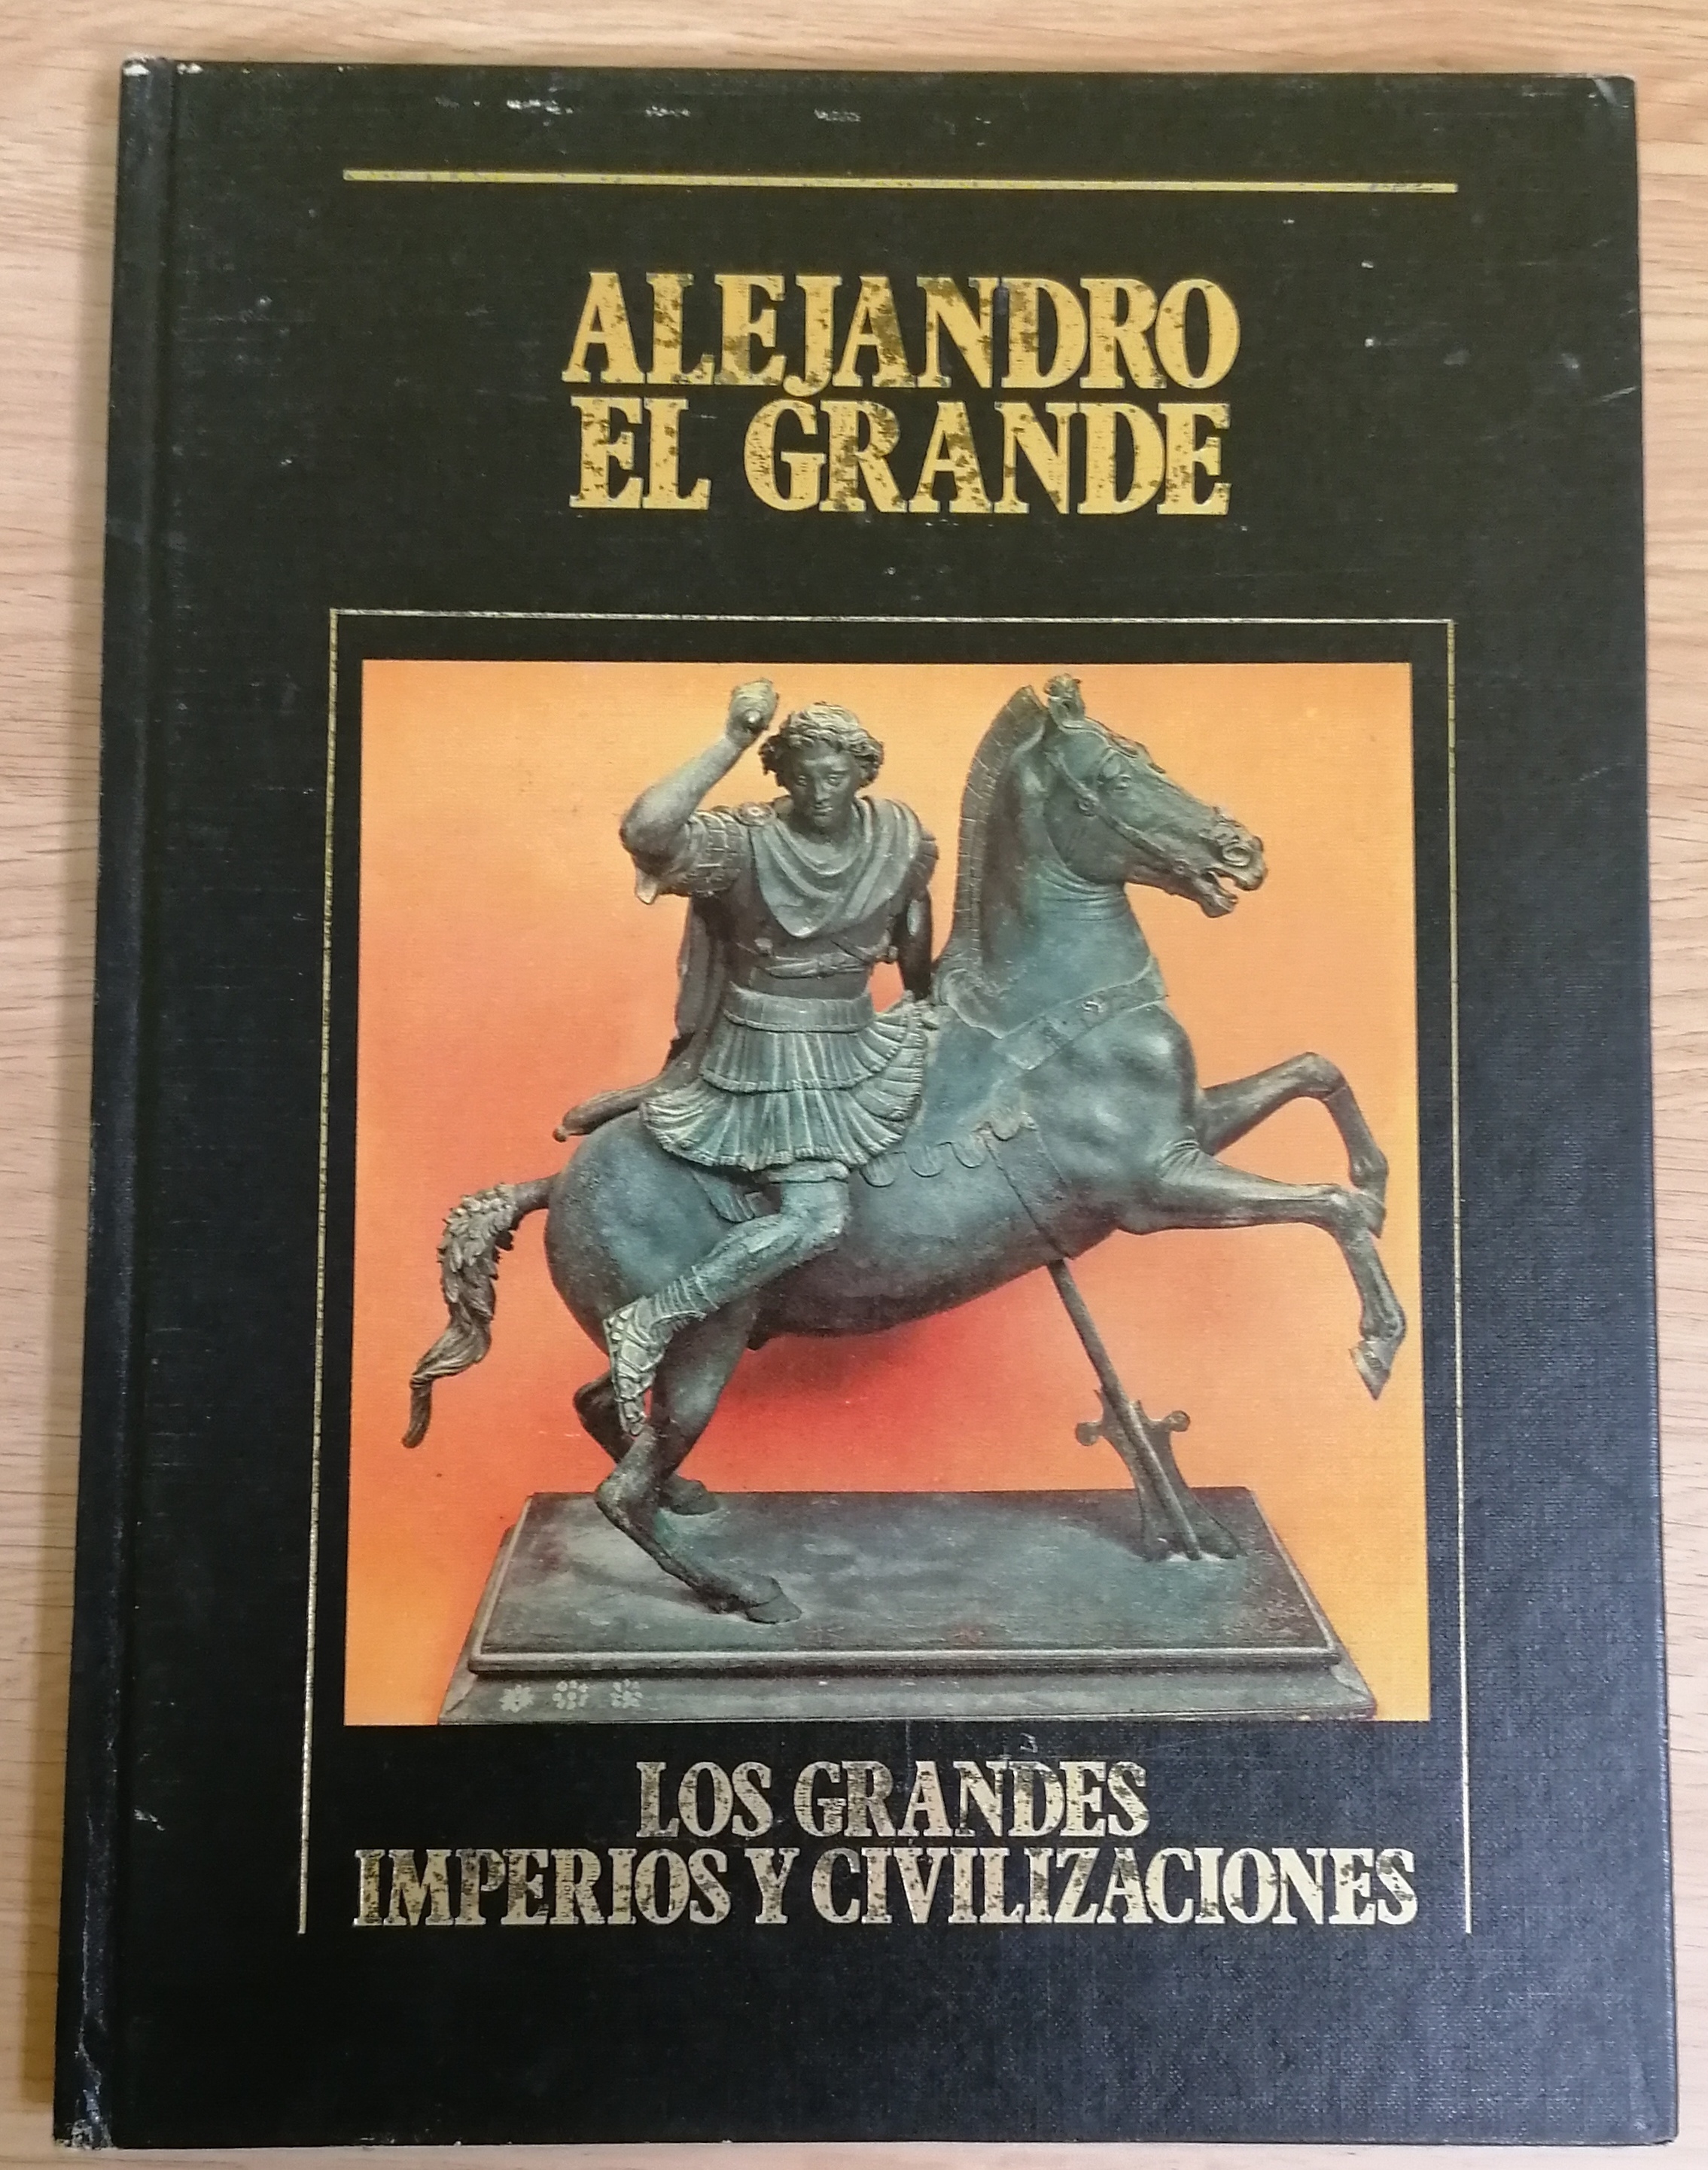 ALEJANDRO
EL GRANDE
LOS GRANDES
IMPERIOS Y CIVILIZACIONES